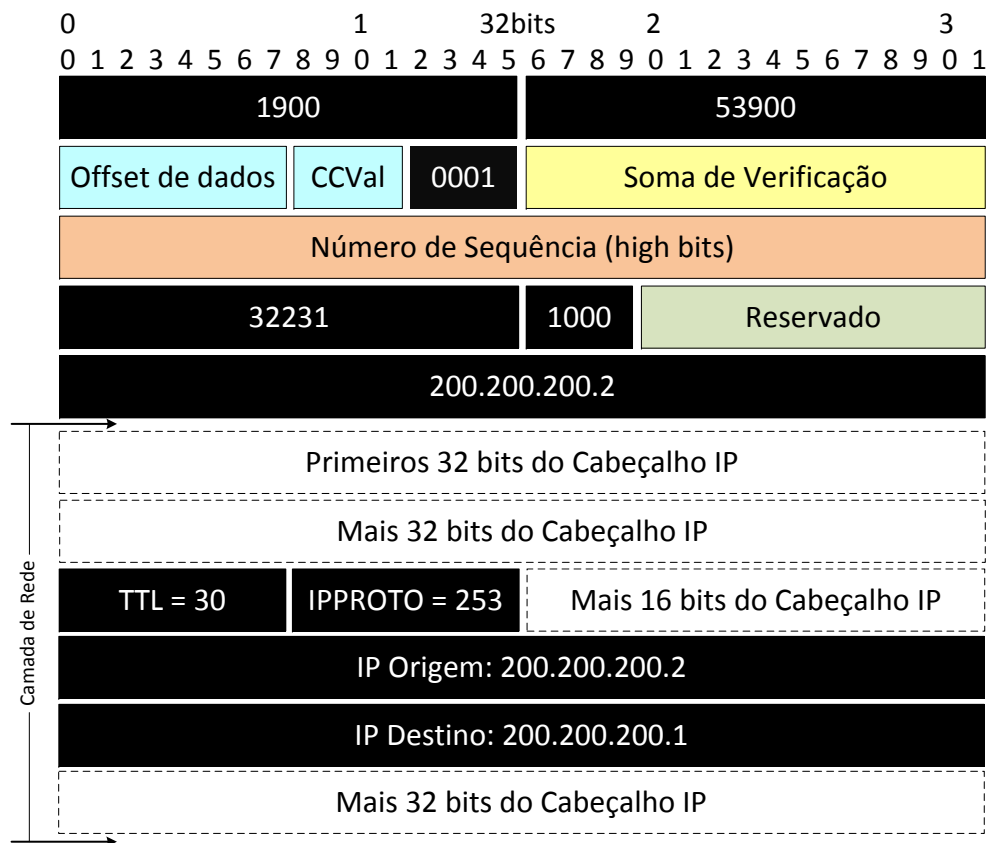 0 1 32bits 2 3
0 1 2 3 4 5 6 7 8 9 0 1 2 3 4 5 6 7 8 9 0 1 2 3 4 5 6 7 8 9 0 1
1900 53900
Offset de dados CCVal 0001 Soma de Verificação
Número de Sequência (high bits)
32231 1000 Reservado
200.200.200.2
Camada de Rede
Primeiros 32 bits do Cabeçalho IP
Mais 32 bits do Cabeçalho IP
TTL = 30 IPPROTO = 253 Mais 16 bits do Cabeçalho IP
IP Origem: 200.200.200.2
IP Destino: 200.200.200.1
Mais 32 bits do Cabeçalho IP